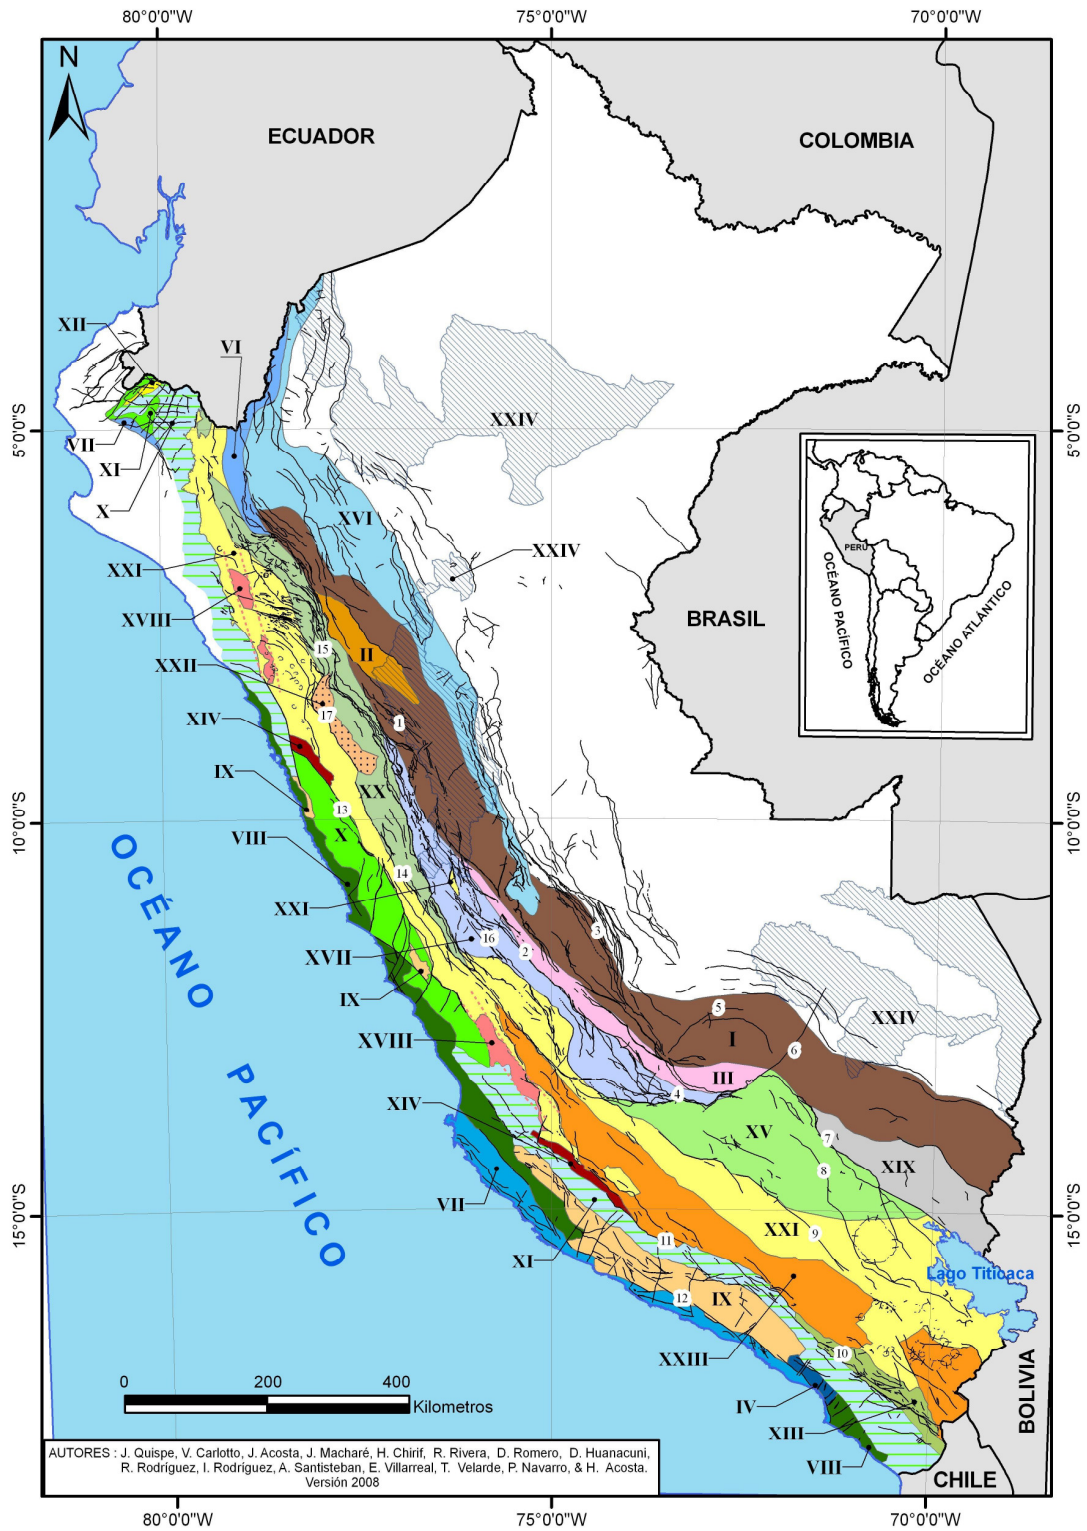 80°0'0"W
75°0'0"W
70°0'0"W
N
ECUADOR
COLOMBIA
XII
VI
XXIV
5°0'0"S
5°0'0"S
VII
XI
X
XVI
XXIV
XXI
XVIII
PERÚ
OCÉANO PACÍFICO
OCÉANO ATLÁNTICO
BRASIL
15
II
XXII
17
1
XIV
IX
XX
13
X
10°0'0"S
10°0'0"S
VIII
14
XXI
16
2
3
XVII
IX
5
XXIV
I
6
XVIII
III
4
XIV
XV
7
8
XIX
VII
15°0'0"S
15°0'0"S
XXI
9
XI
11
Lago Titicaca
12
IX
XXIII
10
IV
XIII
VIII
OCÉANO PACÍFICO
BOLIVIA
CHILE
0 200 400
Kilometros
AUTORES : J. Quispe, V. Carlotto, J. Acosta, J. Macharé, H. Chirif, R. Rivera, D. Romero, D. Huanacuni,
R. Rodríguez, I. Rodríguez, A. Santisteban, E. Villarreal, T. Velarde, P. Navarro, & H. Acosta.
Versión 2008
80°0'0"W
75°0'0"W
70°0'0"W